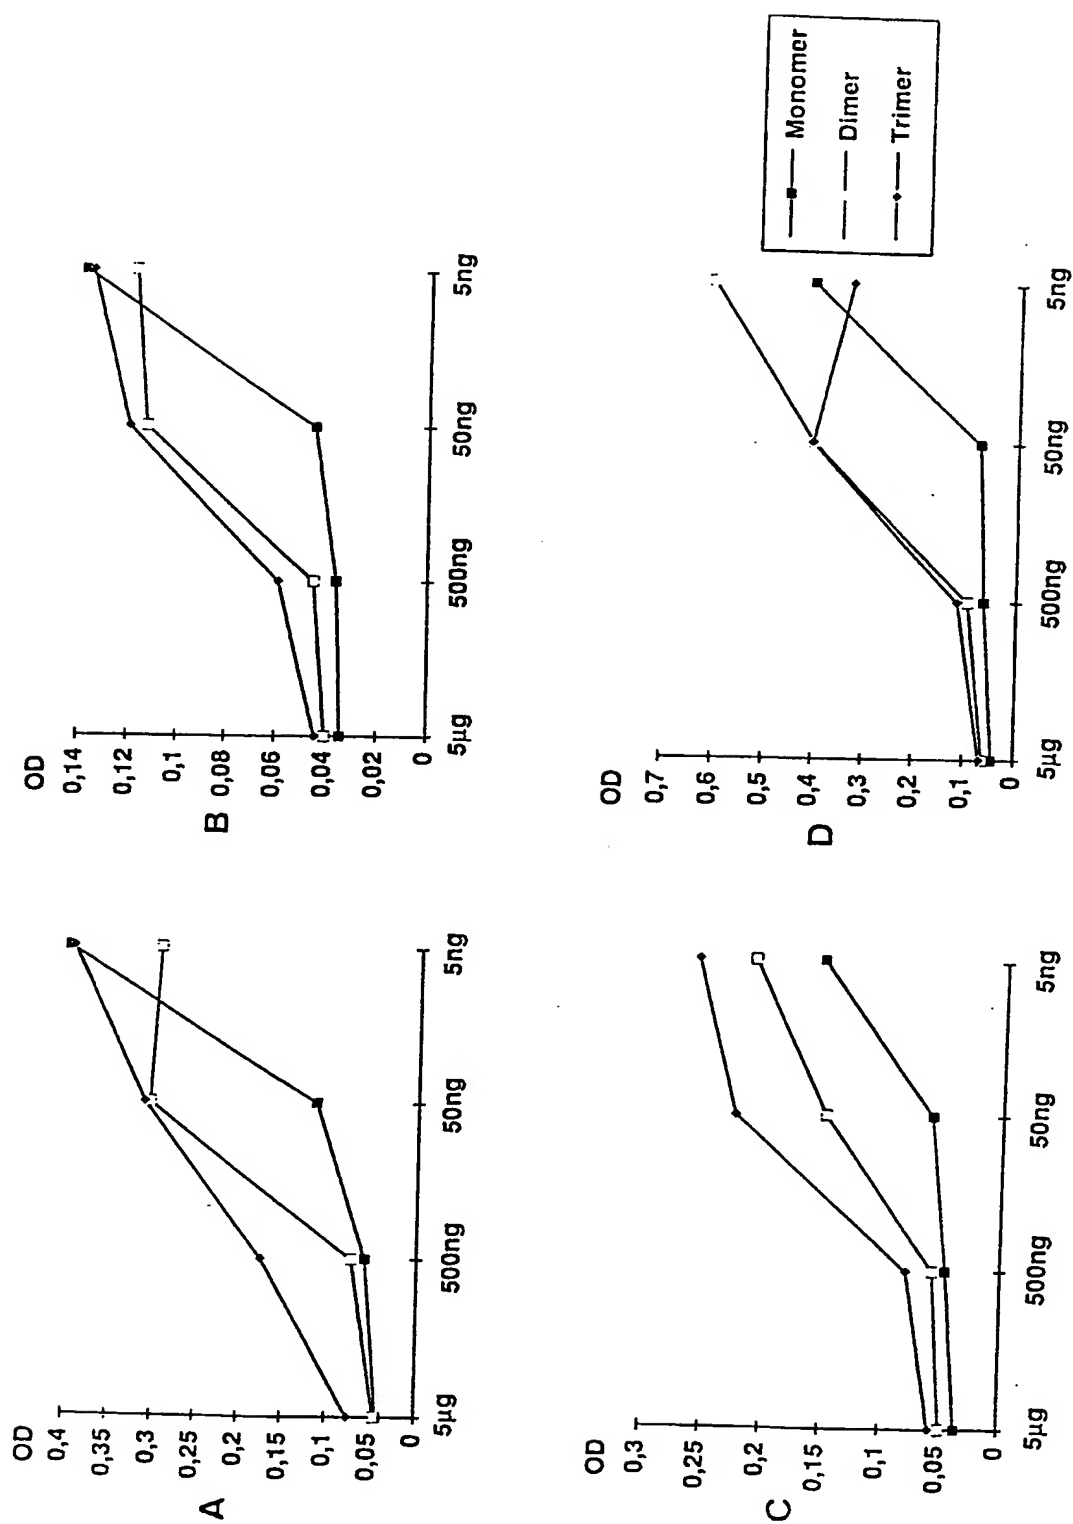 A
OD
0,4
0,35
0,3
0,25
0,2
0,15
0,1
0,05
0
5µg
500ng
50ng
5ng
B
OD
0,14
0,12
0,1
0,08
0,06
0,04
0,02
0
5µg
500ng
50ng
5ng
C
OD
0,3
0,25
0,2
0,15
0,1
0,05
0
5µg
500ng
50ng
5ng
D
OD
0,7
0,6
0,5
0,4
0,3
0,2
0,1
0
5µg
500ng
50ng
5ng
Monomer
Dimer
Trimer